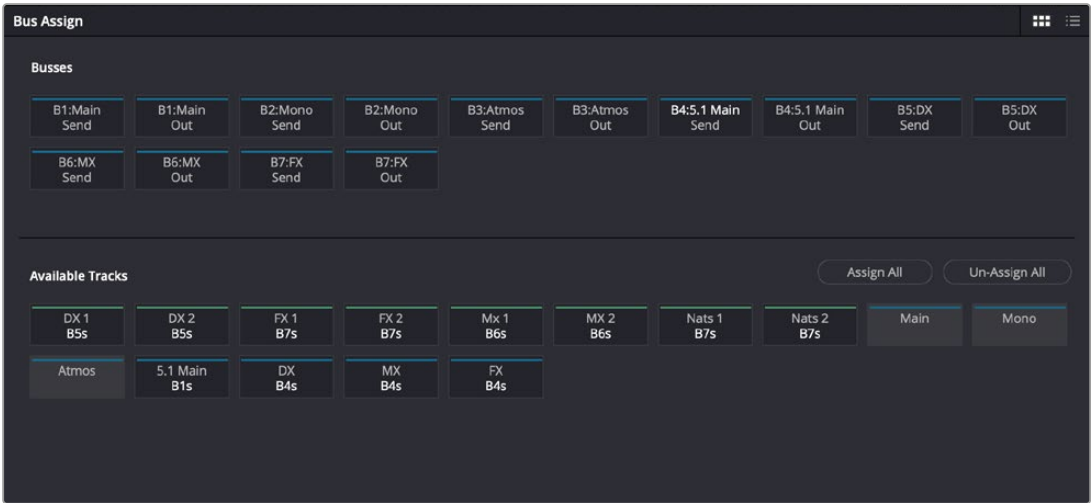 Bus Assign
Busses
B1:Main Send
B1:Main Out
B2:Mono Send
B2:Mono Out
B3:Atmos Send
B3:Atmos Out
B4:5.1 Main Send
B4:5.1 Main Out
B5:DX Send
B5:DX Out
B6:MX Send
B6:MX Out
B7:FX Send
B7:FX Out
Available Tracks
Assign All
Un-Assign All
DX 1 B5s
DX 2 B5s
FX 1 B7s
FX 2 B7s
Mx 1 B6s
MX 2 B6s
Nats 1 B7s
Nats 2 B7s
Main
Mono
Atmos
5.1 Main B1s
DX B4s
MX B4s
FX B4s